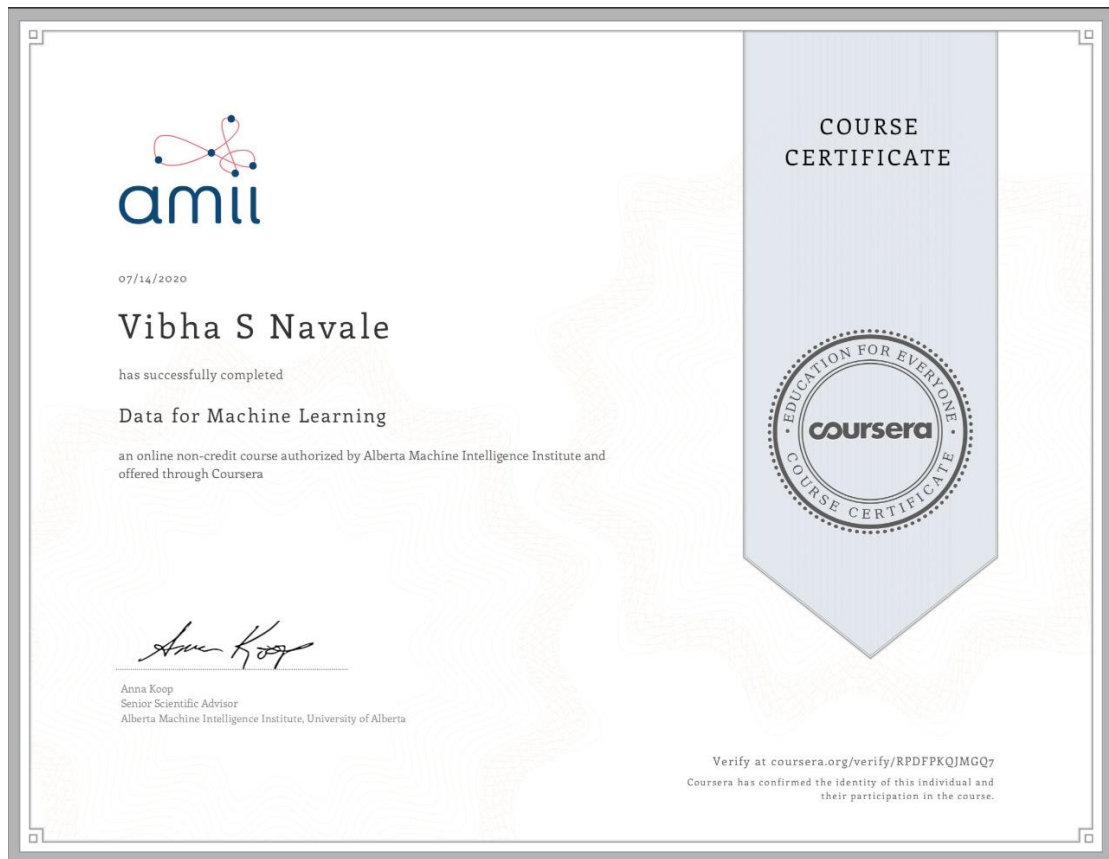 amii
07/14/2020
Vibha S Navale
has successfully completed
Data for Machine Learning
an online non-credit course authorized by Alberta Machine Intelligence Institute and
offered through Coursera
Anna Koop
Anna Koop
Senior Scientific Advisor
Alberta Machine Intelligence Institute, University of Alberta
COURSE
CERTIFICATE
EDUCATION FOR EVERYONE
coursera
COURSE CERTIFICATE
Verify at coursera.org/verify/RPDFPKQJMGQ7
Coursera has confirmed the identity of this individual and
their participation in the course.